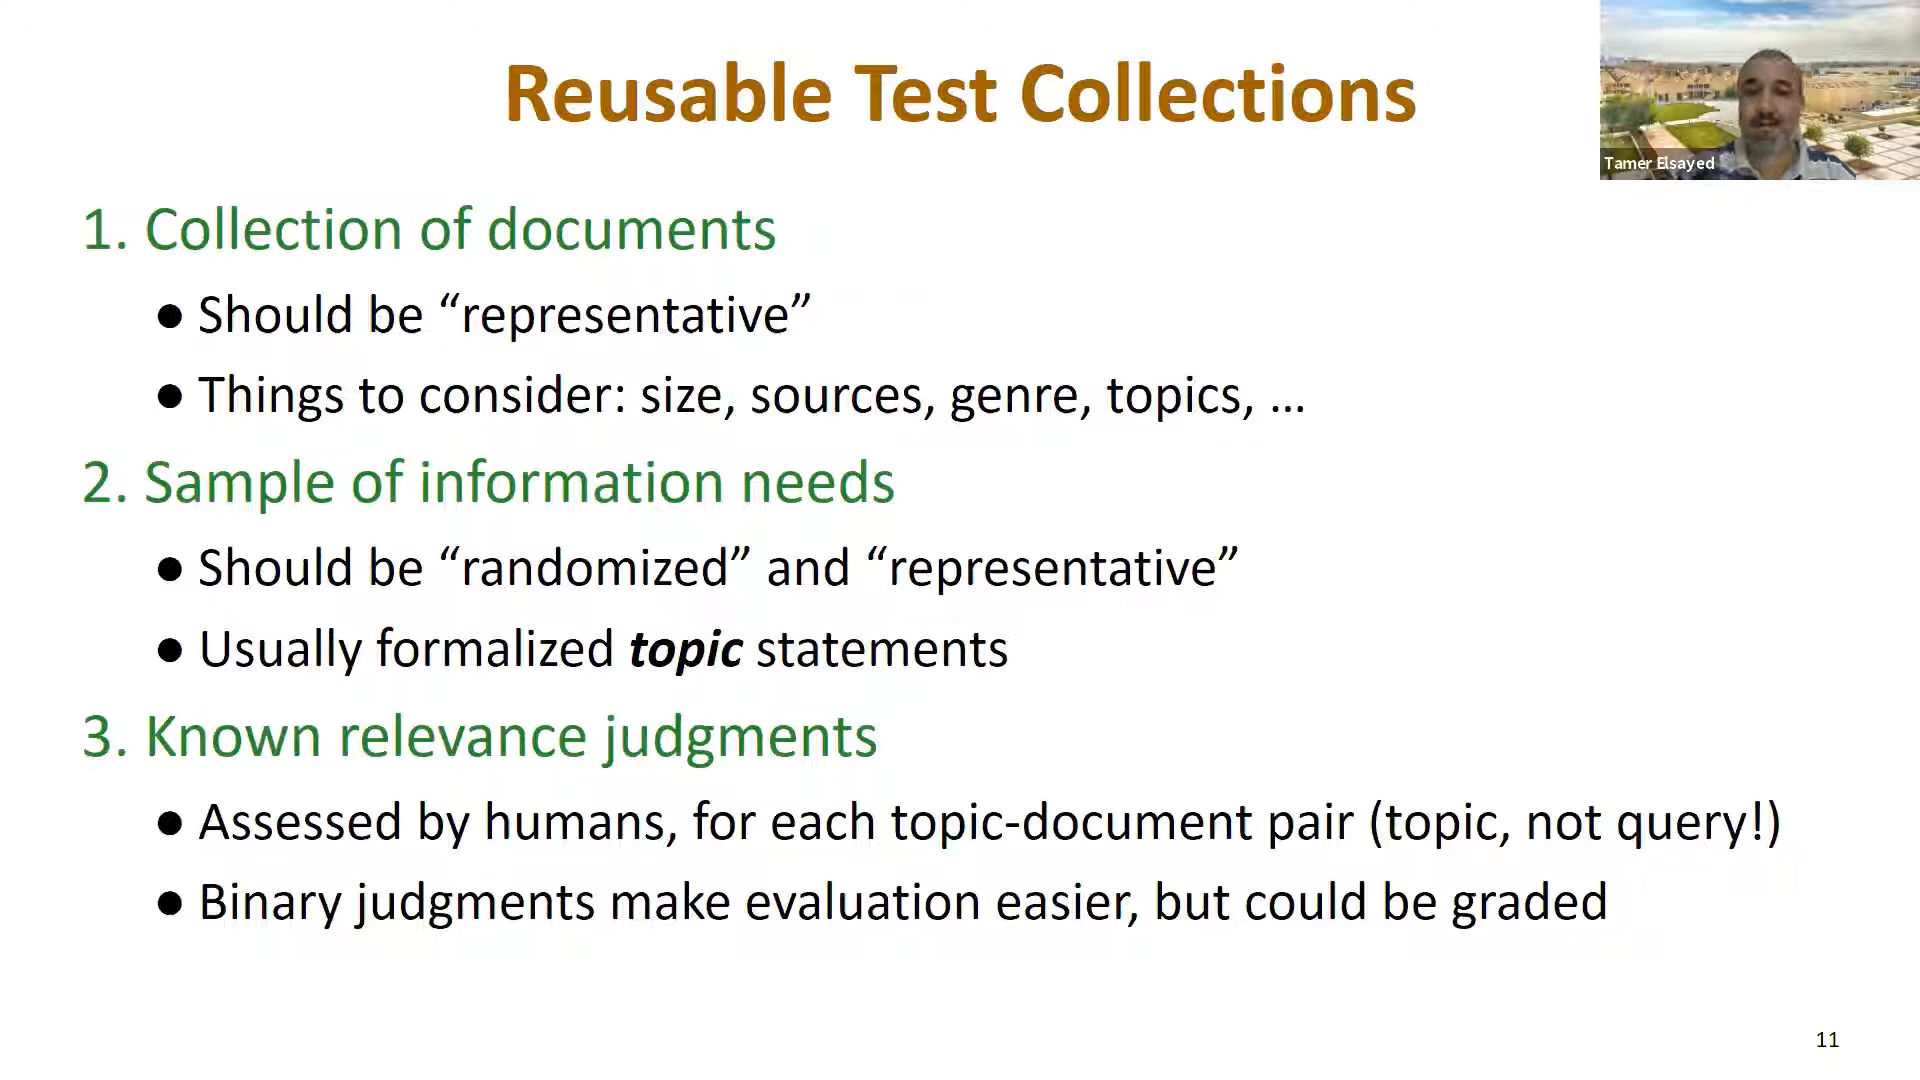 Reusable Test Collections
Tamer Elsayed
1. Collection of documents
● Should be “representative”
● Things to consider: size, sources, genre, topics, …
2. Sample of information needs
● Should be “randomized” and “representative”
● Usually formalized topic statements
3. Known relevance judgments
● Assessed by humans, for each topic-document pair (topic, not query!)
● Binary judgments make evaluation easier, but could be graded
11